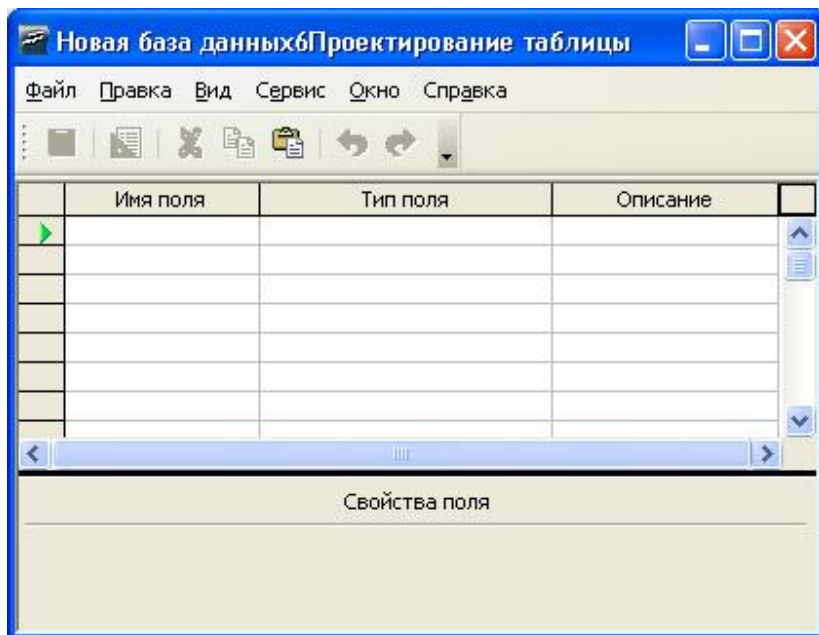 Новая база данных6Проектирование таблицы
Файл Правка Вид Сервис Окно Справка
Имя поля Тип поля Описание
Свойства поля